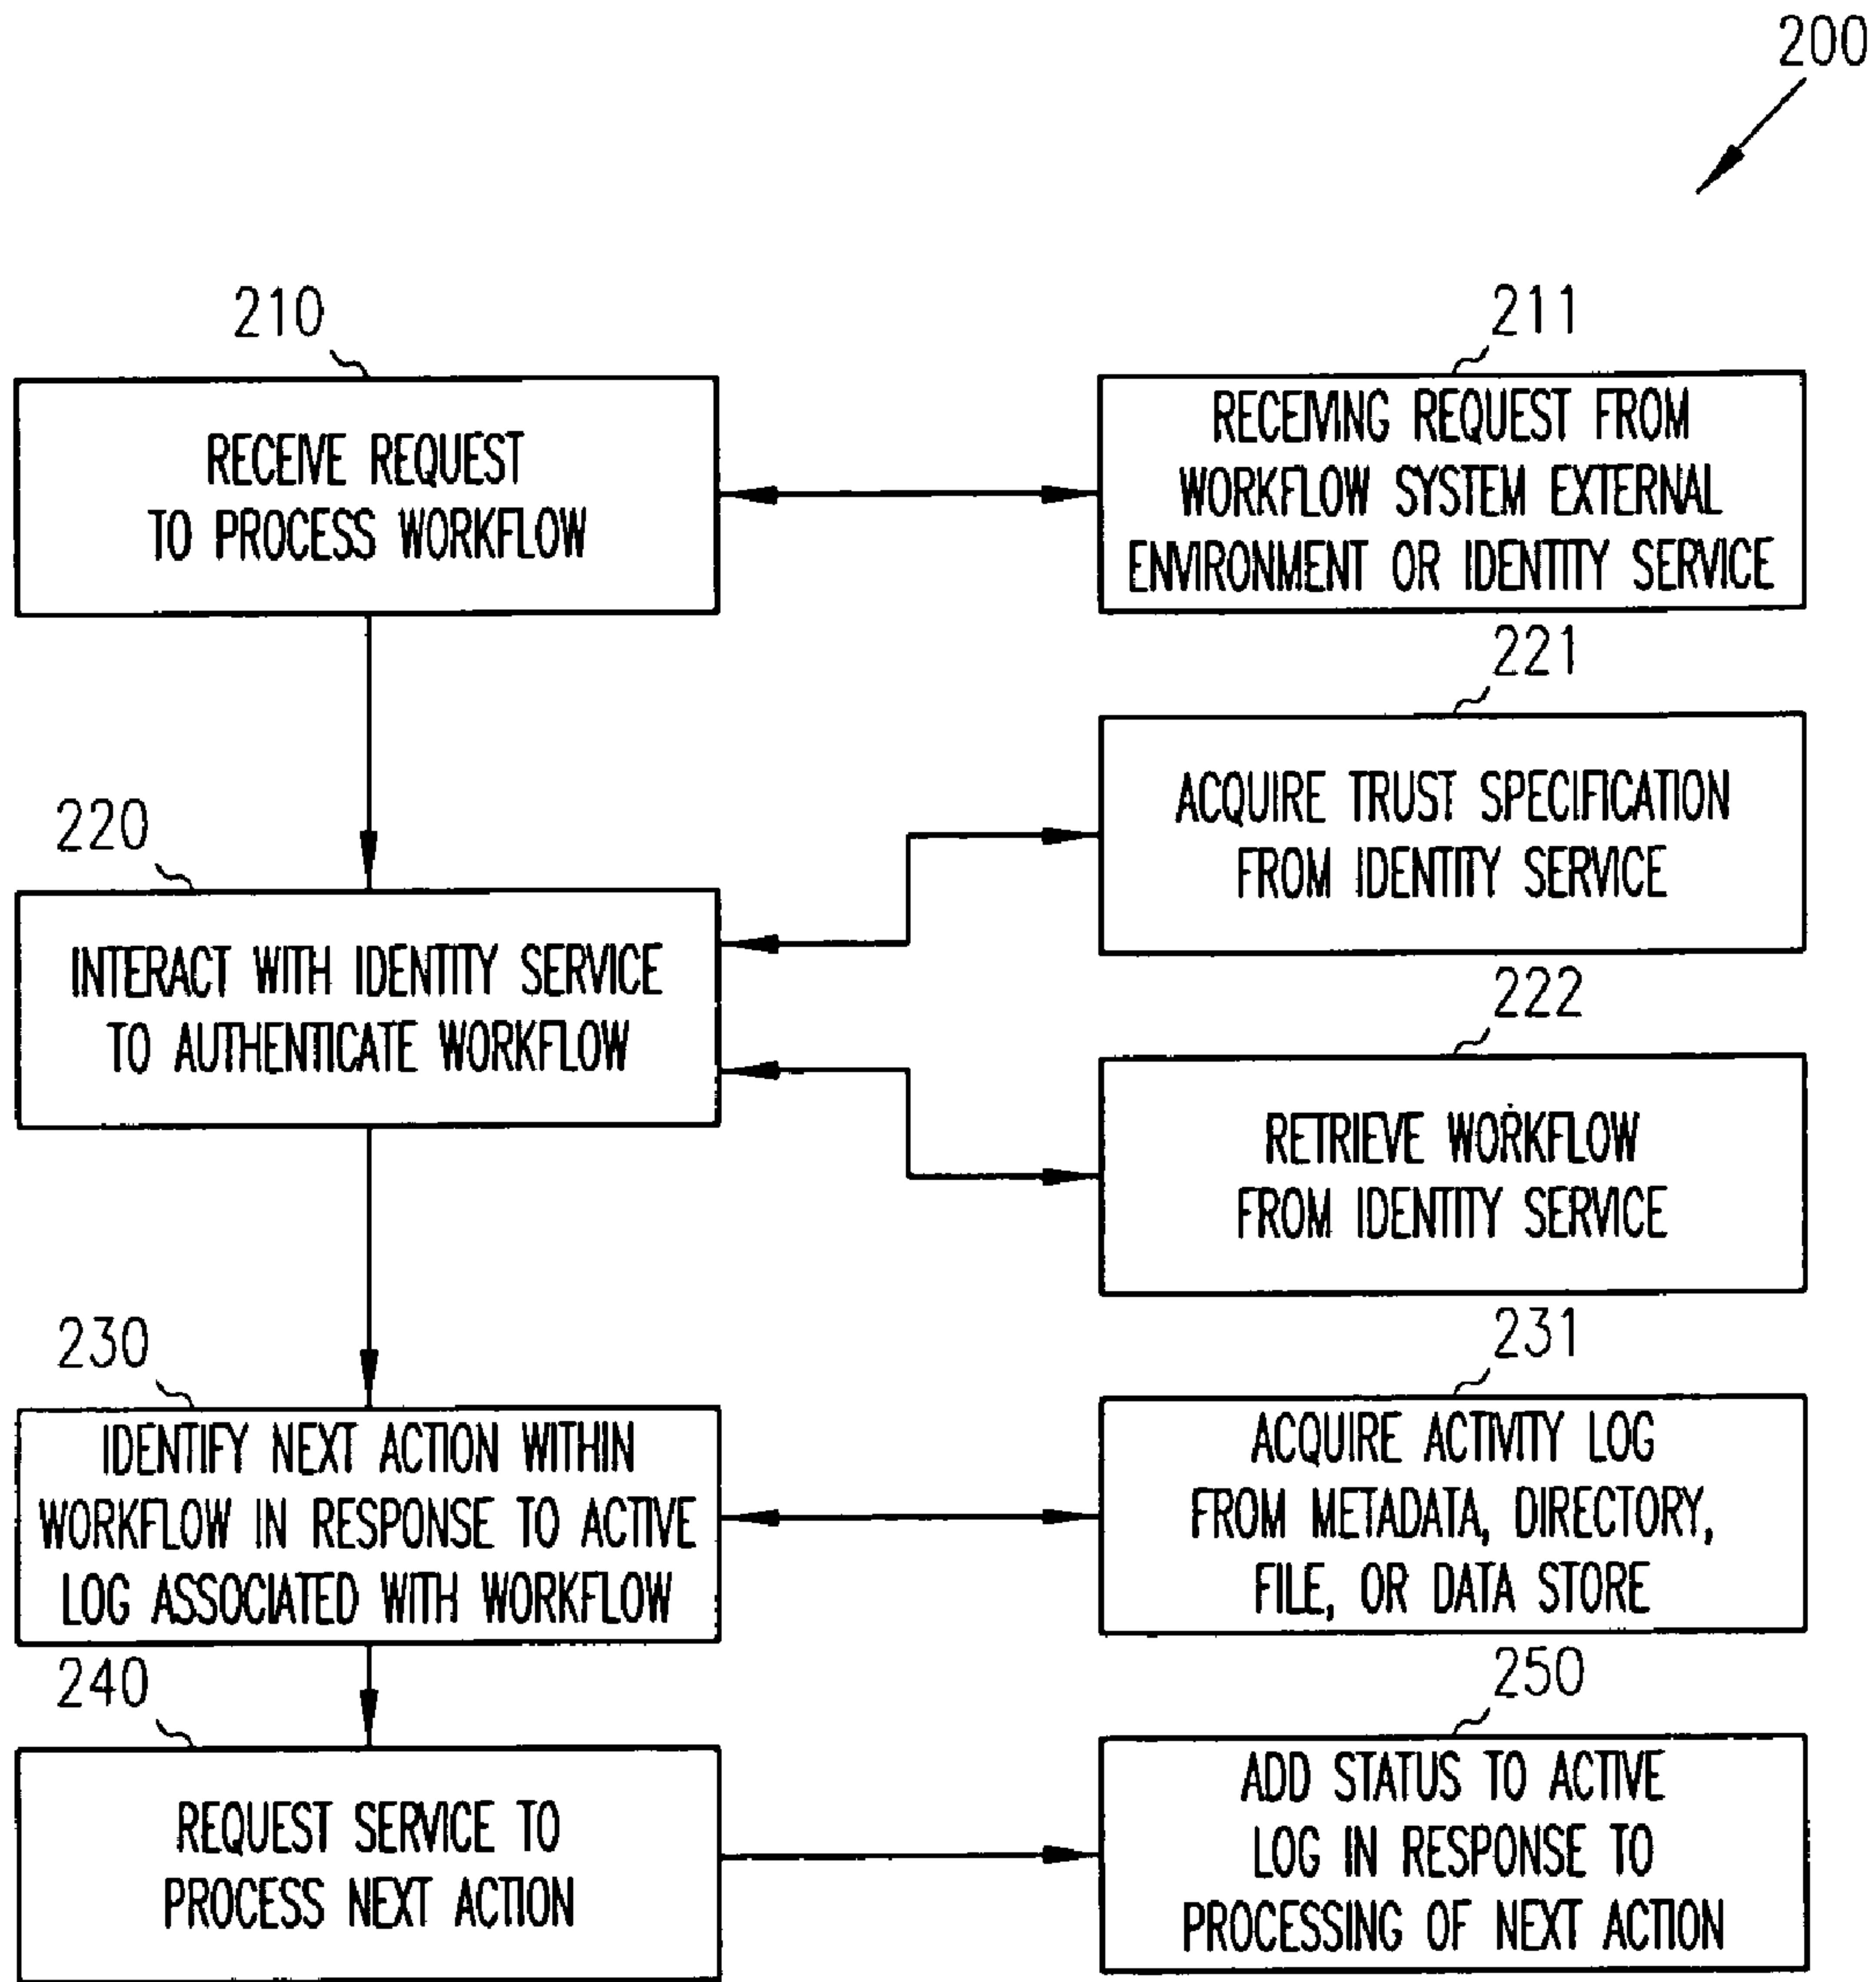 200
210
RECEIVE REQUEST
TO PROCESS WORKFLOW
211
RECEIVING REQUEST FROM
WORKFLOW SYSTEM EXTERNAL
ENVIRONMENT OR IDENTITY SERVICE
221
ACQUIRE TRUST SPECIFICATION
FROM IDENTITY SERVICE
220
INTERACT WITH IDENTITY SERVICE
TO AUTHENTICATE WORKFLOW
222
RETRIEVE WORKFLOW
FROM IDENTITY SERVICE
230
IDENTIFY NEXT ACTION WITHIN
WORKFLOW IN RESPONSE TO ACTIVE
LOG ASSOCIATED WITH WORKFLOW
231
ACQUIRE ACTIVITY LOG
FROM METADATA, DIRECTORY,
FILE, OR DATA STORE
240
REQUEST SERVICE TO
PROCESS NEXT ACTION
250
ADD STATUS TO ACTIVE
LOG IN RESPONSE TO
PROCESSING OF NEXT ACTION